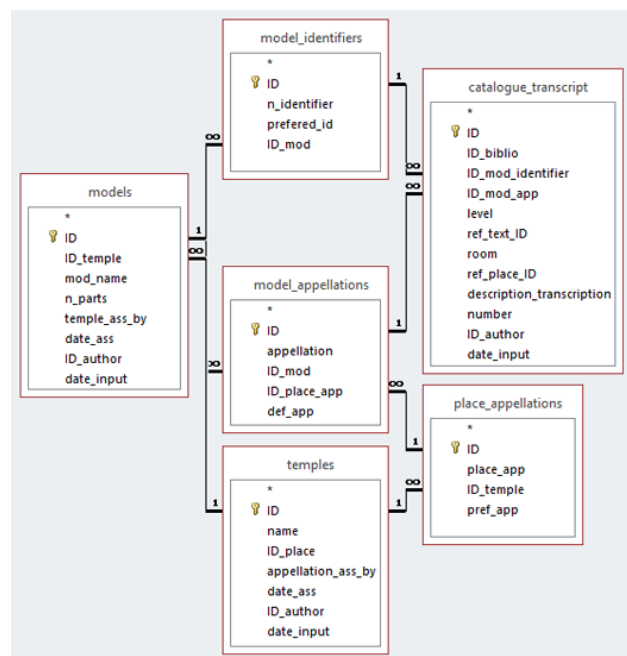 model_identifiers
*
ID
n_identifier
prefered_id
ID_mod
1
∞
catalogue_transcript
*
ID
ID_biblio
ID_mod_identifier
ID_mod_app
level
ref_text_ID
room
ref_place_ID
description_transcription
number
ID_author
date_input
∞
∞
models
*
ID
ID_temple
mod_name
n_parts
temple_ass_by
date_ass
ID_author
date_input
1
∞
model_appellations
*
ID
appellation
ID_mod
ID_place_app
def_app
1
∞
∞
place_appellations
*
ID
place_app
ID_temple
pref_app
1
∞
temples
*
ID
name
ID_place
appellation_ass_by
date_ass
ID_author
date_input
1
1